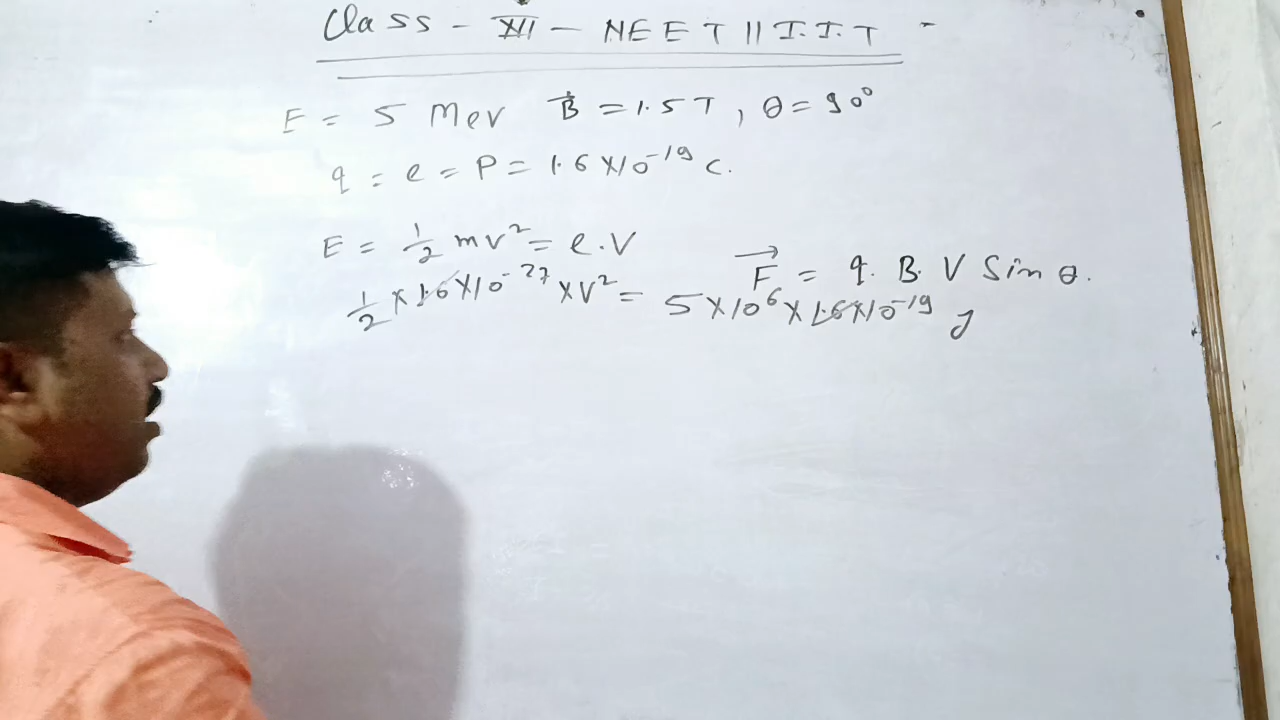 Class - XII - NEET || I.I.T -
E = 5 Mev B⃗ = 1.5 T, θ = 90°
q = e = P = 1.6 X 10⁻¹⁹ C.
E = ½ mv² = e.V
F⃗ = q. B. V Sin θ.
½ X 1.6 X 10⁻²⁷ X V² = 5 X 10⁶ X 1.6 X 10⁻¹⁹ J